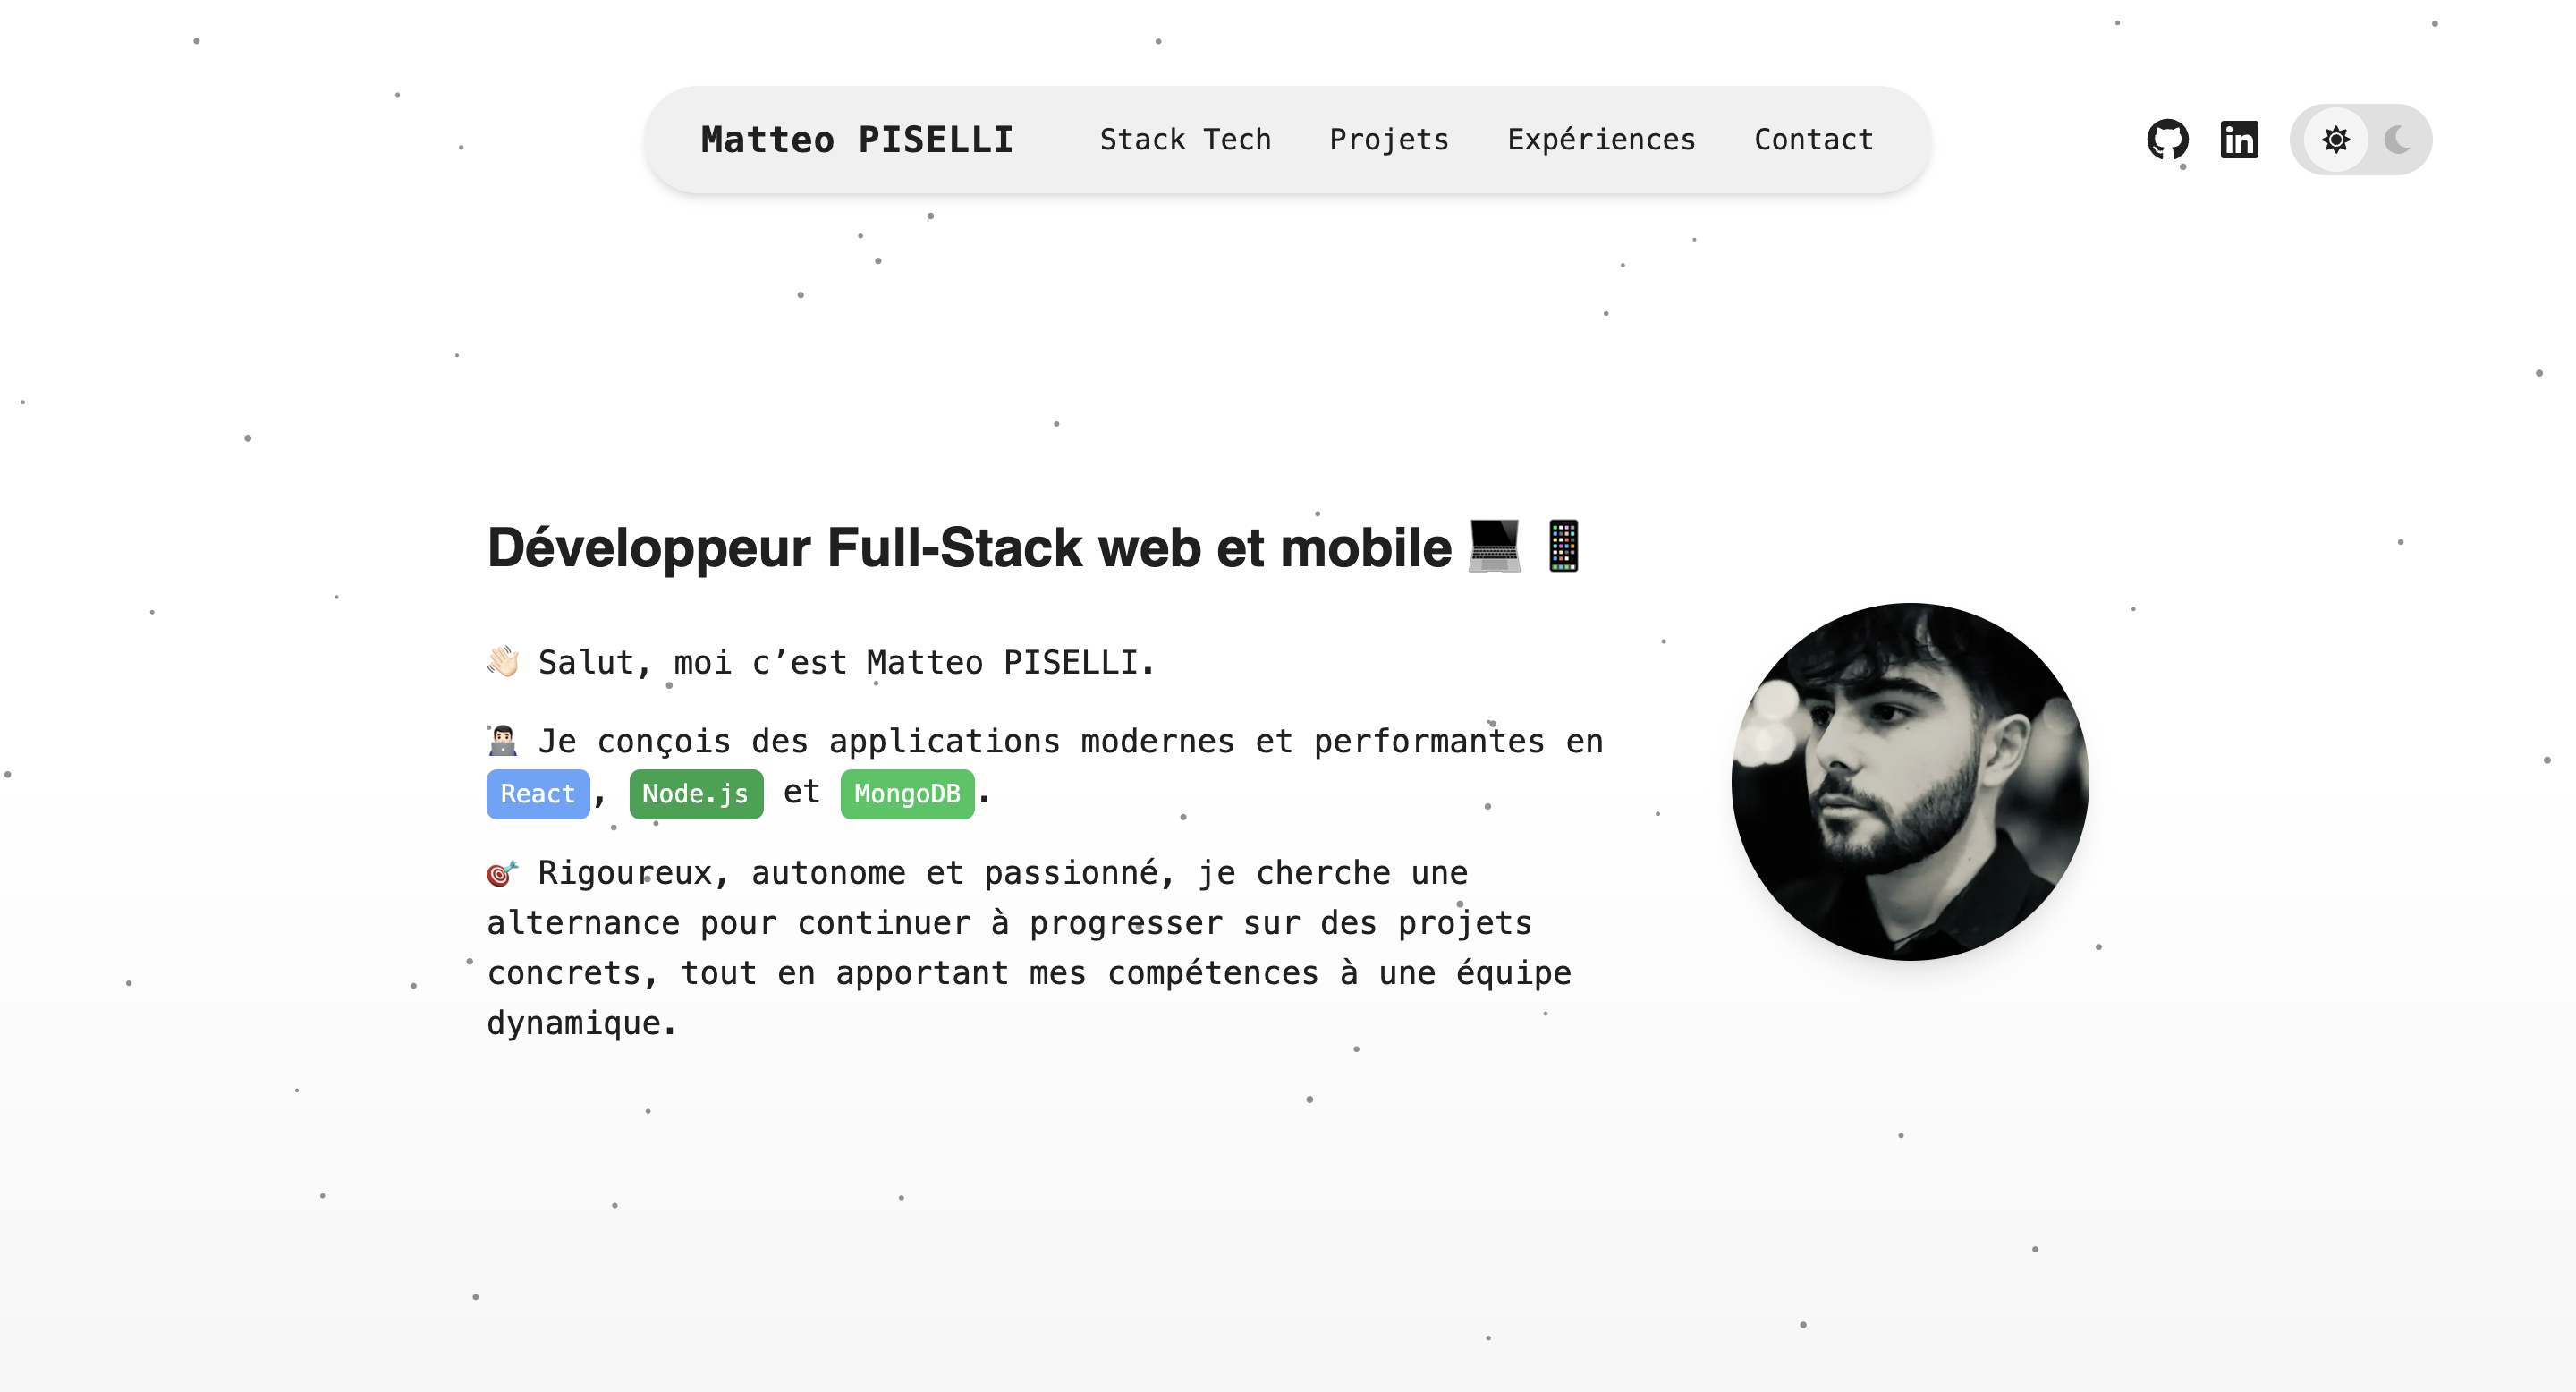 Matteo PISELLI
Stack Tech
Projets
Expériences
Contact
Développeur Full-Stack web et mobile 💻 📱
👋🏻 Salut, moi c’est Matteo PISELLI.
👨🏻‍💻 Je conçois des applications modernes et performantes en
React, Node.js et MongoDB.
🎯 Rigoureux, autonome et passionné, je cherche une
alternance pour continuer à progresser sur des projets
concrets, tout en apportant mes compétences à une équipe
dynamique.